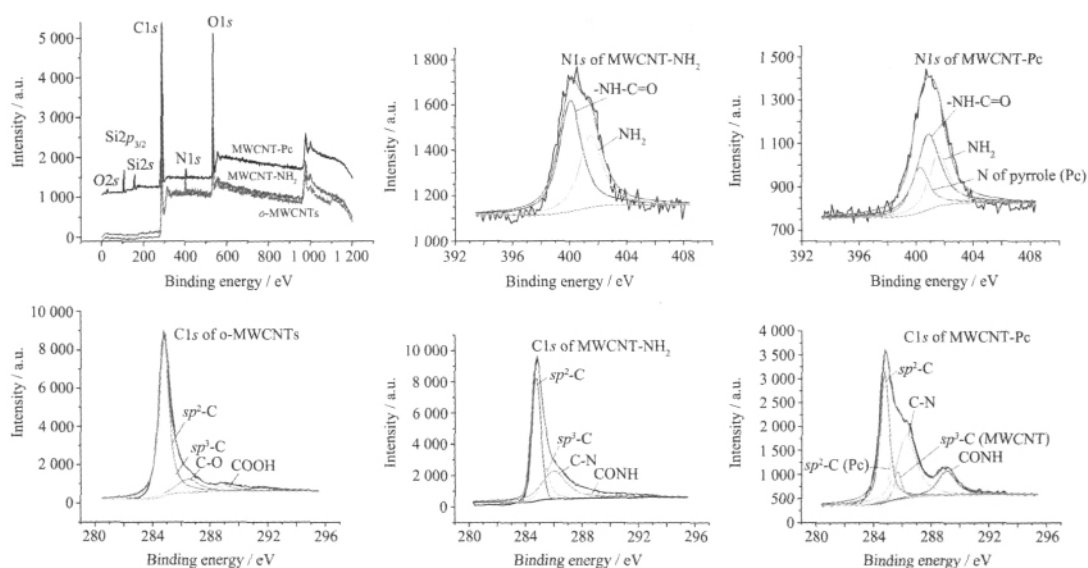 C1s
O1s
5 000
4 000
3 000
2 000
1 000
0
Intensity / a.u.
Si2p3/2
Si2s
O2s
N1s
MWCNT-Pc
MWCNT-NH2
o-MWCNTs
0 200 400 600 800 1 000 1 200
Binding energy / eV
N1s of MWCNT-NH2
1 800
1 600
1 400
1 200
1 000
Intensity / a.u.
-NH-C=O
NH2
392 396 400 404 408
Binding energy / eV
N1s of MWCNT-Pc
1 500
1 300
1 100
900
700
Intensity / a.u.
-NH-C=O
NH2
N of pyrrole (Pc)
392 396 400 404 408
Binding energy / eV
C1s of o-MWCNTs
10 000
8 000
6 000
4 000
2 000
0
Intensity / a.u.
sp2-C
sp3-C
C-O
COOH
280 284 288 292 296
Binding energy / eV
C1s of MWCNT-NH2
10 000
8 000
6 000
4 000
2 000
0
Intensity / a.u.
sp2-C
sp3-C
C-N
CONH
280 284 288 292 296
Binding energy / eV
C1s of MWCNT-Pc
4 000
3 500
3 000
2 500
2 000
1 500
1 000
500
0
Intensity / a.u.
sp2-C
C-N
sp3-C (MWCNT)
sp2-C (Pc)
CONH
280 284 288 292 296
Binding energy / eV